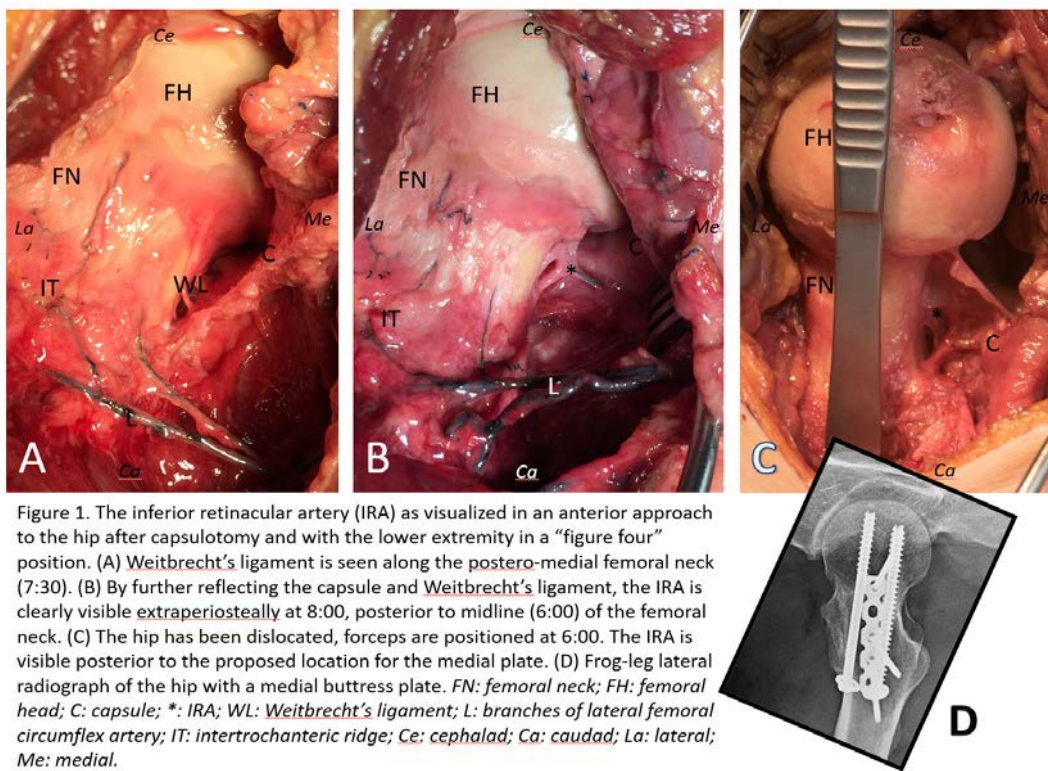 Ce
FH
FN
La
Me
C
WL
IT
L
A
Ca
Ce
FH
FN
La
Me
C
*
IT
L
B
Ca
Ce
FH
Me
La
FN
*
C
C
Ca
D
Figure 1. The inferior retinacular artery (IRA) as visualized in an anterior approach
to the hip after capsulotomy and with the lower extremity in a “figure four”
position. (A) Weitbrecht’s ligament is seen along the postero-medial femoral neck
(7:30). (B) By further reflecting the capsule and Weitbrecht’s ligament, the IRA is
clearly visible extraperiosteally at 8:00, posterior to midline (6:00) of the femoral
neck. (C) The hip has been dislocated, forceps are positioned at 6:00. The IRA is
visible posterior to the proposed location for the medial plate. (D) Frog-leg lateral
radiograph of the hip with a medial buttress plate. FN: femoral neck; FH: femoral
head; C: capsule; *: IRA; WL: Weitbrecht’s ligament; L: branches of lateral femoral
circumflex artery; IT: intertrochanteric ridge; Ce: cephalad; Ca: caudad; La: lateral;
Me: medial.